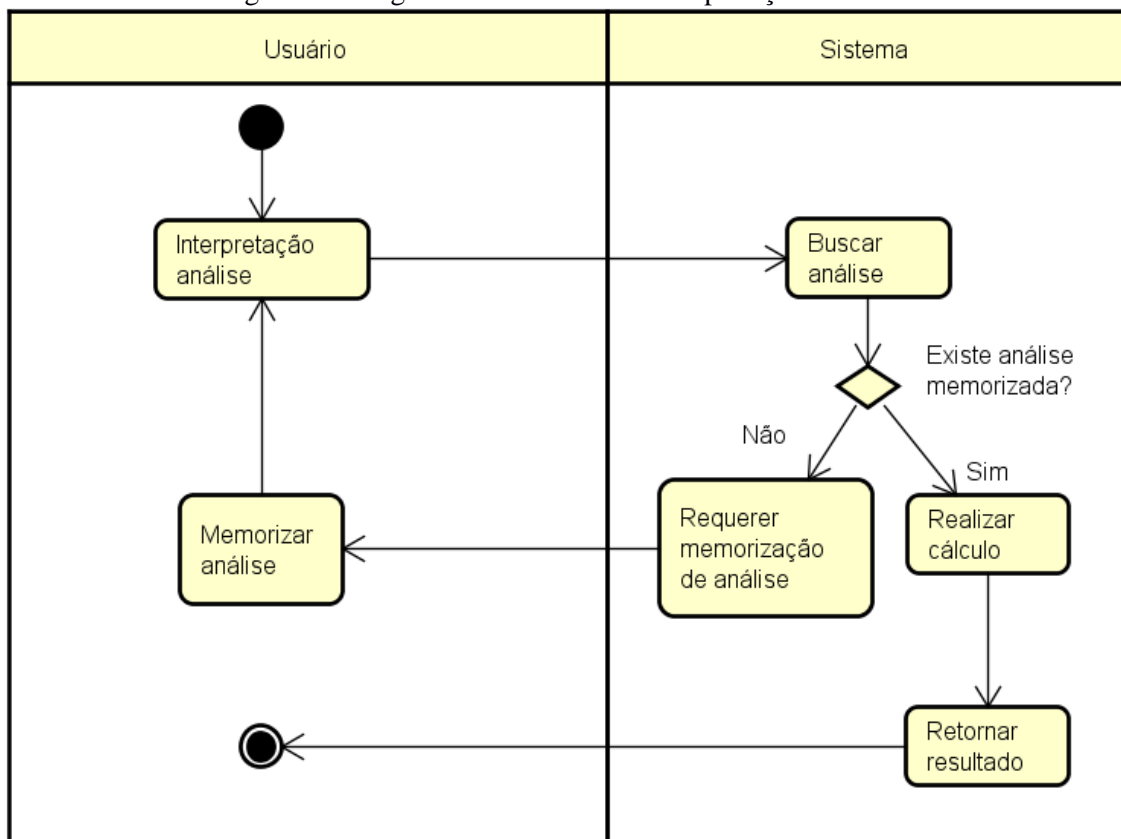 Usuário
Sistema
Interpretação
análise
Buscar
análise
Existe análise
memorizada?
Não
Sim
Memorizar
análise
Requerer
memorização
de análise
Realizar
cálculo
Retornar
resultado